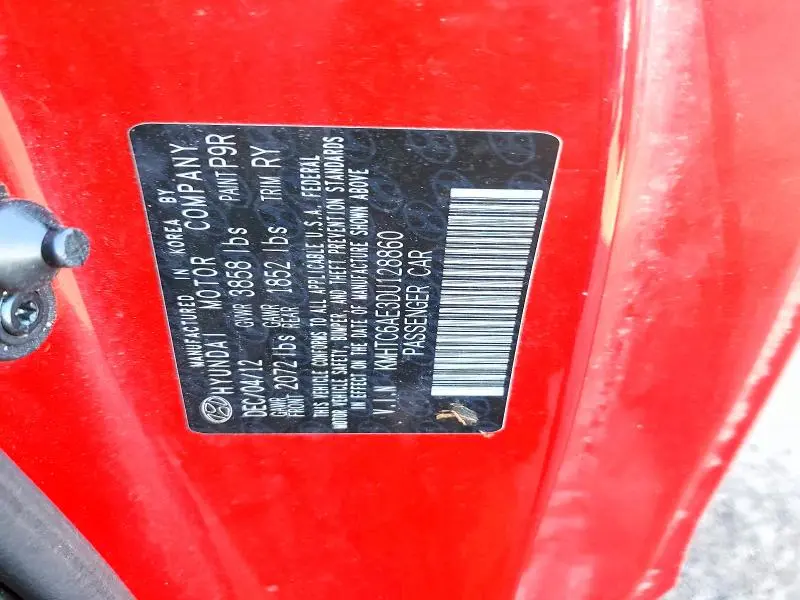 MANUFACTURED IN KOREA BY
HYUNDAI MOTOR COMPANY
DEC/04/12 GVWR 3858 lbs PAINT P9R
GAWR FRONT 2072 lbs GAWR REAR 1852 lbs TRIM RY
THIS VEHICLE CONFORMS TO ALL APPLICABLE U.S.A. FEDERAL
MOTOR VEHICLE SAFETY, BUMPER, AND THEFT PREVENTION STANDARDS
IN EFFECT ON THE DATE OF MANUFACTURE SHOWN ABOVE
V.I.N KMHTC6AE3DU128860
PASSENGER CAR